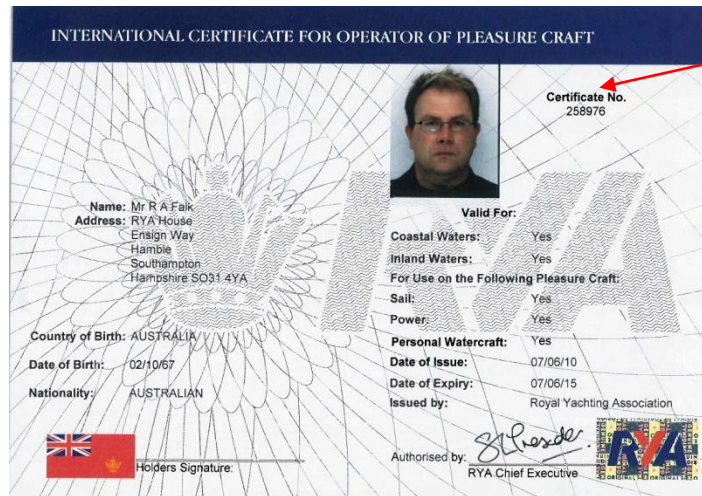 INTERNATIONAL CERTIFICATE FOR OPERATOR OF PLEASURE CRAFT
Certificate No.
258976
Name: Mr R A Falk
Address: RYA House
Ensign Way
Hamble
Southampton
Hampshire SO31 4YA
Country of Birth: AUSTRALIA
Date of Birth: 02/10/67
Nationality: AUSTRALIAN
Holders Signature:
Valid For:
Coastal Waters: Yes
Inland Waters: Yes
For Use on the Following Pleasure Craft:
Sail: Yes
Power: Yes
Personal Watercraft: Yes
Date of Issue: 07/06/10
Date of Expiry: 07/06/15
Issued by: Royal Yachting Association
Authorised by:
RYA Chief Executive
RYA
RYA